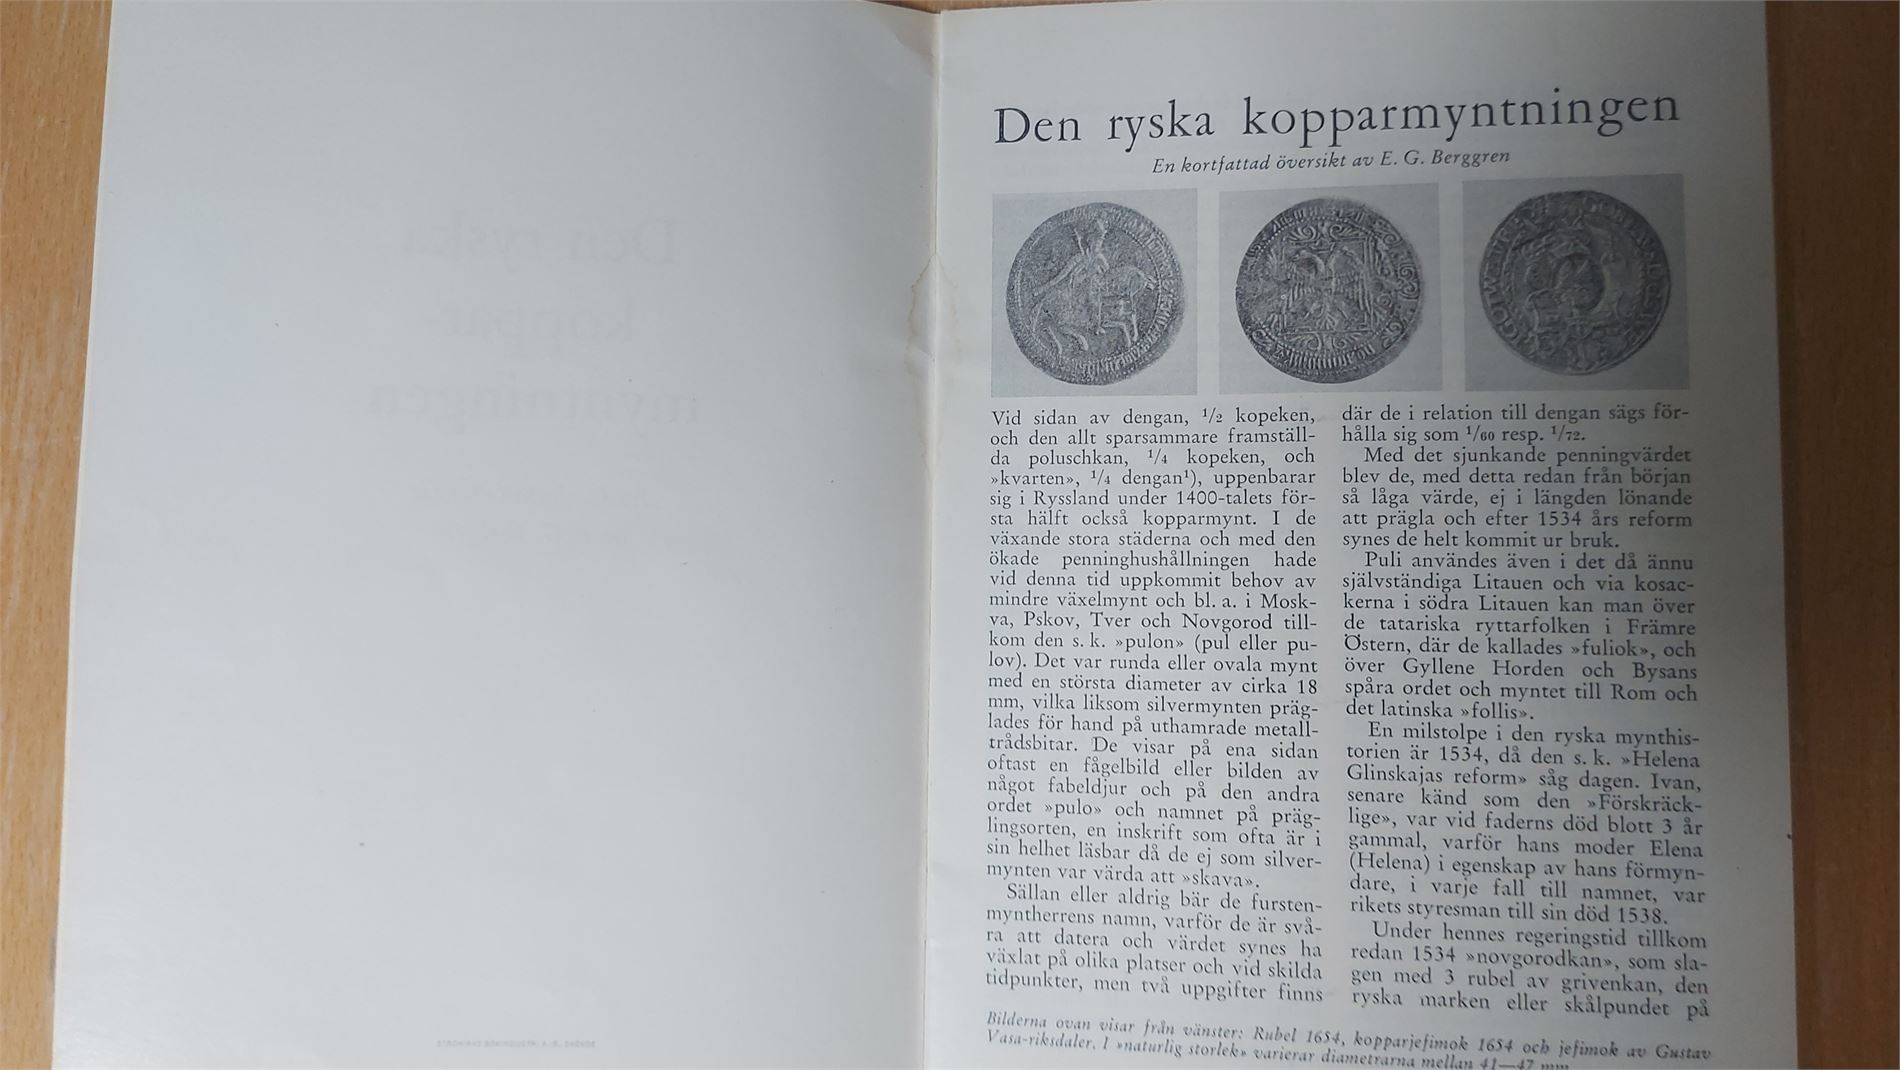 Den ryska kopparmyntningen
En kortfattad översikt av E. G. Berggren
Vid sidan av dengan, 1/2 kopeken,
och den allt sparsammare framställ-
da poluschkan, 1/4 kopeken, och
»kvarten», 1/4 dengan¹), uppenbarar
sig i Ryssland under 1400-talets för-
sta hälft också kopparmynt. I de
växande stora städerna och med den
ökade penninghushållningen hade
vid denna tid uppkommit behov av
mindre växelmynt och bl. a. i Mosk-
va, Pskov, Tver och Novgorod till-
kom den s. k. »pulon» (pul eller pu-
lov). Det var runda eller ovala mynt
med en största diameter av cirka 18
mm, vilka liksom silvermynten präg-
lades för hand på uthamrade metall-
trådsbitar. De visar på ena sidan
oftast en fågelbild eller bilden av
något fabeldjur och på den andra
ordet »pulo» och namnet på präg-
lingsorten, en inskrift som ofta är i
sin helhet läsbar då de ej som silver-
mynten var värda att »skava».
Sällan eller aldrig bär de fursten-
myntherrens namn, varför de är svå-
ra att datera och värdet synes ha
växlat på olika platser och vid skilda
tidpunkter, men två uppgifter finns
där de i relation till dengan sägs för-
hålla sig som 1/60 resp. 1/72.
Med det sjunkande penningvärdet
blev de, med detta redan från början
så låga värde, ej i längden lönande
att prägla och efter 1534 års reform
synes de helt kommit ur bruk.
Puli användes även i det då ännu
självständiga Litauen och via kosac-
kerna i södra Litauen kan man över
de tatariska ryttarfolken i Främre
Östern, där de kallades »fuliok», och
över Gyllene Horden och Bysans
spåra ordet och myntet till Rom och
det latinska »follis».
En milstolpe i den ryska mynthis-
torien är 1534, då den s. k. »Helena
Glinskajas reform» såg dagen. Ivan,
senare känd som den »Förskräck-
lige», var vid faderns död blott 3 år
gammal, varför hans moder Elena
(Helena) i egenskap av hans förmyn-
dare, i varje fall till namnet, var
rikets styresman till sin död 1538.
Under hennes regeringstid tillkom
redan 1534 »novgorodkan», som sla-
gen med 3 rubel av grivenkan, den
ryska marken eller skålpundet på
Bilderna ovan visar från vänster: Rubel 1654, kopparjefimok 1654 och jefimok av Gustav
Vasa-riksdaler. I »naturlig storlek» varierar diametrarna mellan 41—47 mm.